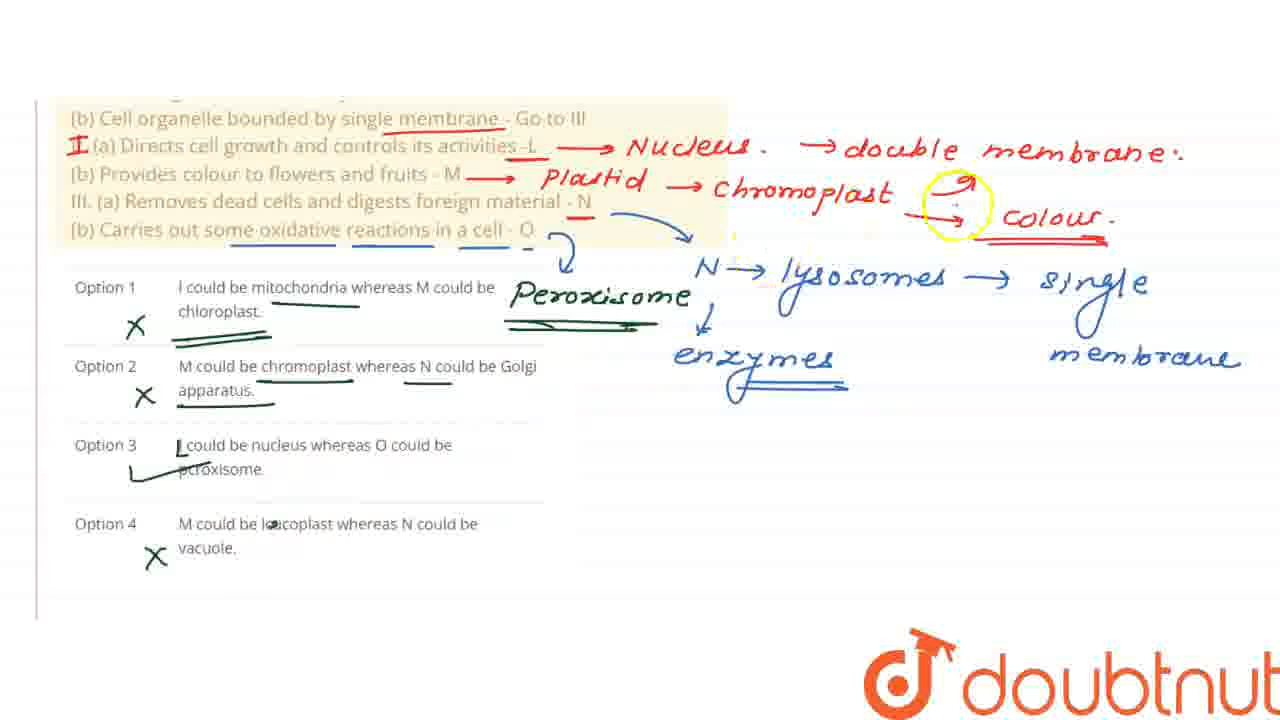 (b) Cell organelle bounded by single membrane - Go to III
I (a) Directs cell growth and controls its activities -L → Nucleus. → double membrane.
(b) Provides colour to flowers and fruits - M → Plastid → Chromoplast
III. (a) Removes dead cells and digests foreign material - N → colour.
(b) Carries out some oxidative reactions in a cell - O
N → lysosomes → single membrane
enzymes
Peroxisome
Option 1 I could be mitochondria whereas M could be
chloroplast.
X
Option 2 M could be chromoplast whereas N could be Golgi
apparatus.
X
Option 3 L could be nucleus whereas O could be
peroxisome.
Option 4 M could be leucoplast whereas N could be
vacuole.
X
doubtnut